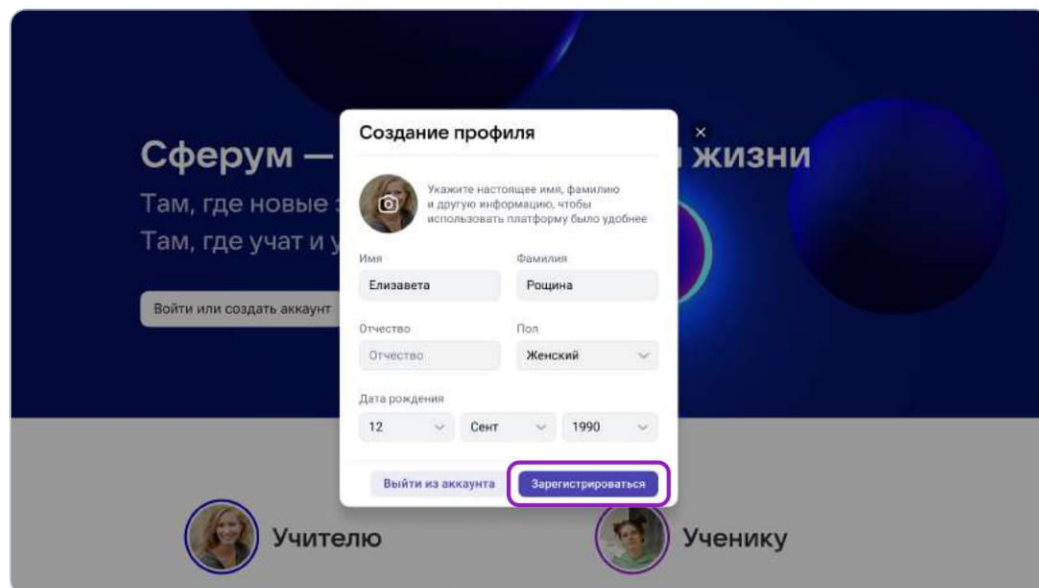 Создание профиля
Сферум —
жизни
Укажите настоящее имя, фамилию
и другую информацию, чтобы
использовать платформу было удобнее
Там, где новые
Там, где учат и у
Имя
Фамилия
Елизавета
Рощина
Войти или создать аккаунт
Отчество
Пол
Отчество
Женский
Дата рождения
12
Сент
1990
Выйти из аккаунта
Зарегистрироваться
Учителю
Ученику